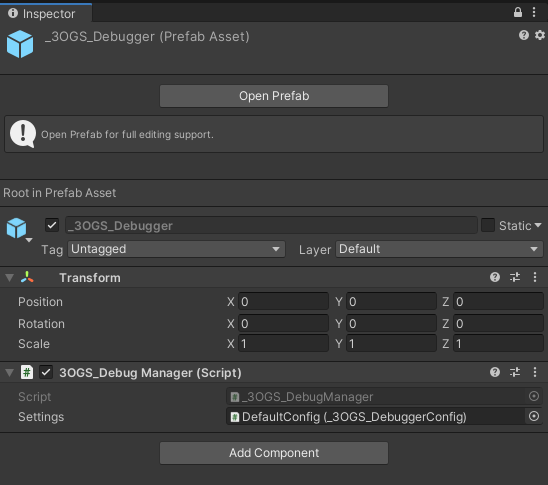 Inspector
_3OGS_Debugger (Prefab Asset)
Open Prefab
Open Prefab for full editing support.
Root in Prefab Asset
_3OGS_Debugger Static
Tag Untagged Layer Default
Transform
Position X 0 Y 0 Z 0
Rotation X 0 Y 0 Z 0
Scale X 1 Y 1 Z 1
# 3OGS_Debug Manager (Script)
Script # _3OGS_DebugManager
Settings # DefaultConfig (_3OGS_DebuggerConfig)
Add Component